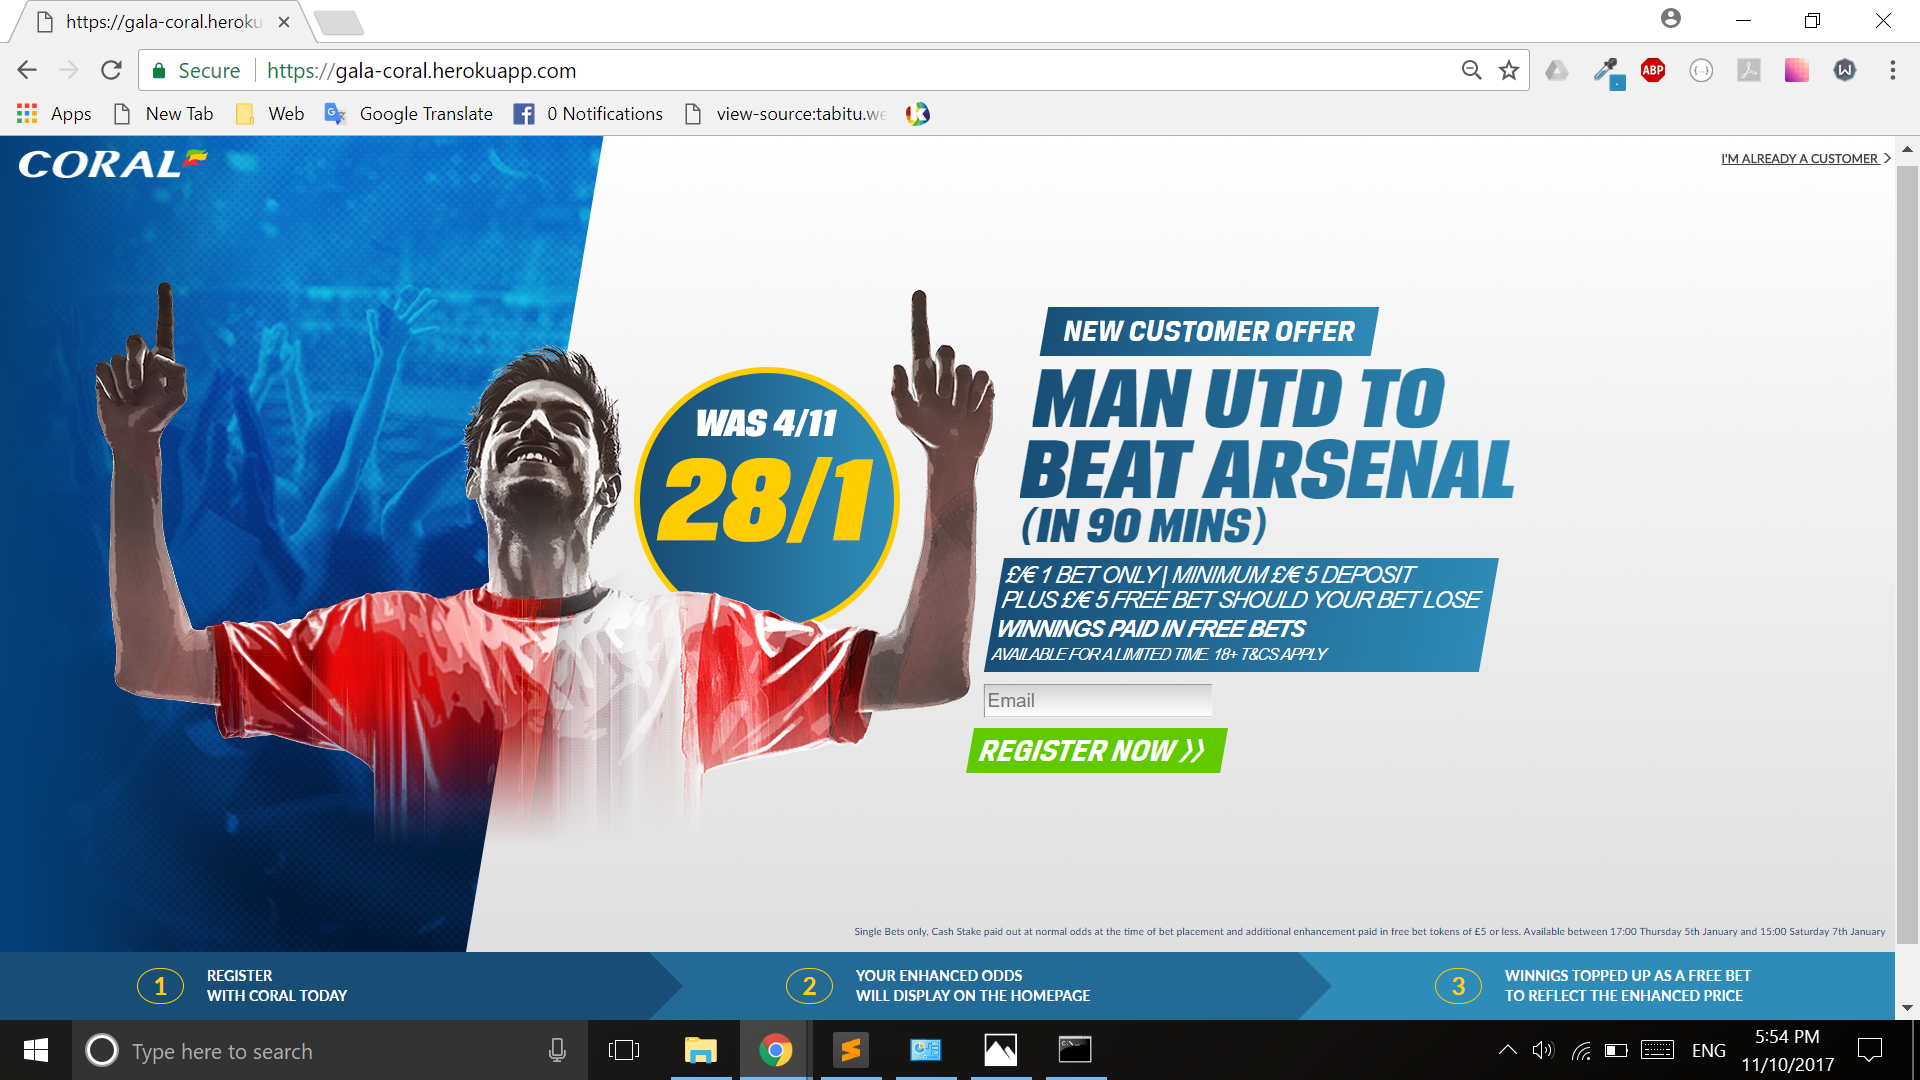 https://gala-coral.heroku
Secure
https://gala-coral.herokuapp.com
ABP
Apps
New Tab
Web
Google Translate
0 Notifications
view-source:tabitu.we
CORAL
I'M ALREADY A CUSTOMER
WAS 4/11
28/1
NEW CUSTOMER OFFER
MAN UTD TO
BEAT ARSENAL
(IN 90 MINS)
£/€ 1 BET ONLY | MINIMUM £/€ 5 DEPOSIT
PLUS £/€ 5 FREE BET SHOULD YOUR BET LOSE
WINNINGS PAID IN FREE BETS
AVAILABLE FOR A LIMITED TIME. 18+ T&CS APPLY
Email
REGISTER NOW
Single Bets only, Cash Stake paid out at normal odds at the time of bet placement and additional enhancement paid in free bet tokens of £5 or less. Available between 17:00 Thursday 5th January and 15:00 Saturday 7th January
1
REGISTER
WITH CORAL TODAY
2
YOUR ENHANCED ODDS
WILL DISPLAY ON THE HOMEPAGE
3
WINNIGS TOPPED UP AS A FREE BET
TO REFLECT THE ENHANCED PRICE
Type here to search
ENG
5:54 PM
11/10/2017